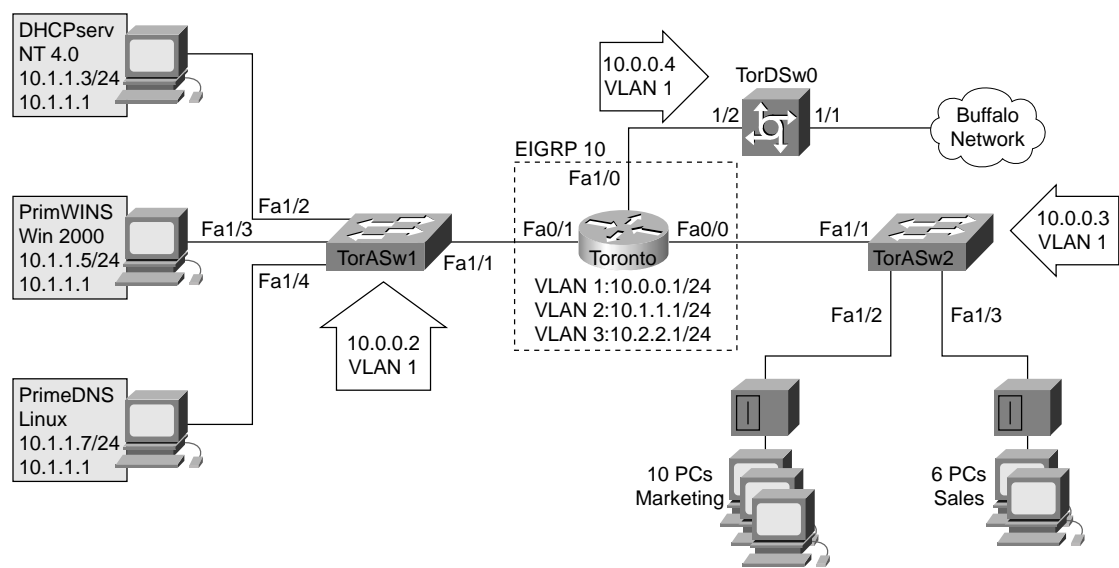 DHCPserv
NT 4.0
10.1.1.3/24
10.1.1.1
10.0.0.4
VLAN 1
TorDSw0
1/2
1/1
Buffalo
Network
EIGRP 10
Fa1/0
PrimWINS
Win 2000
10.1.1.5/24
10.1.1.1
Fa1/2
Fa1/3
Fa1/4
TorASw1
Fa1/1
Fa0/1
Toronto
Fa0/0
VLAN 1:10.0.0.1/24
VLAN 2:10.1.1.1/24
VLAN 3:10.2.2.1/24
Fa1/1
TorASw2
10.0.0.3
VLAN 1
Fa1/2
Fa1/3
10.0.0.2
VLAN 1
PrimeDNS
Linux
10.1.1.7/24
10.1.1.1
10 PCs
Marketing
6 PCs
Sales